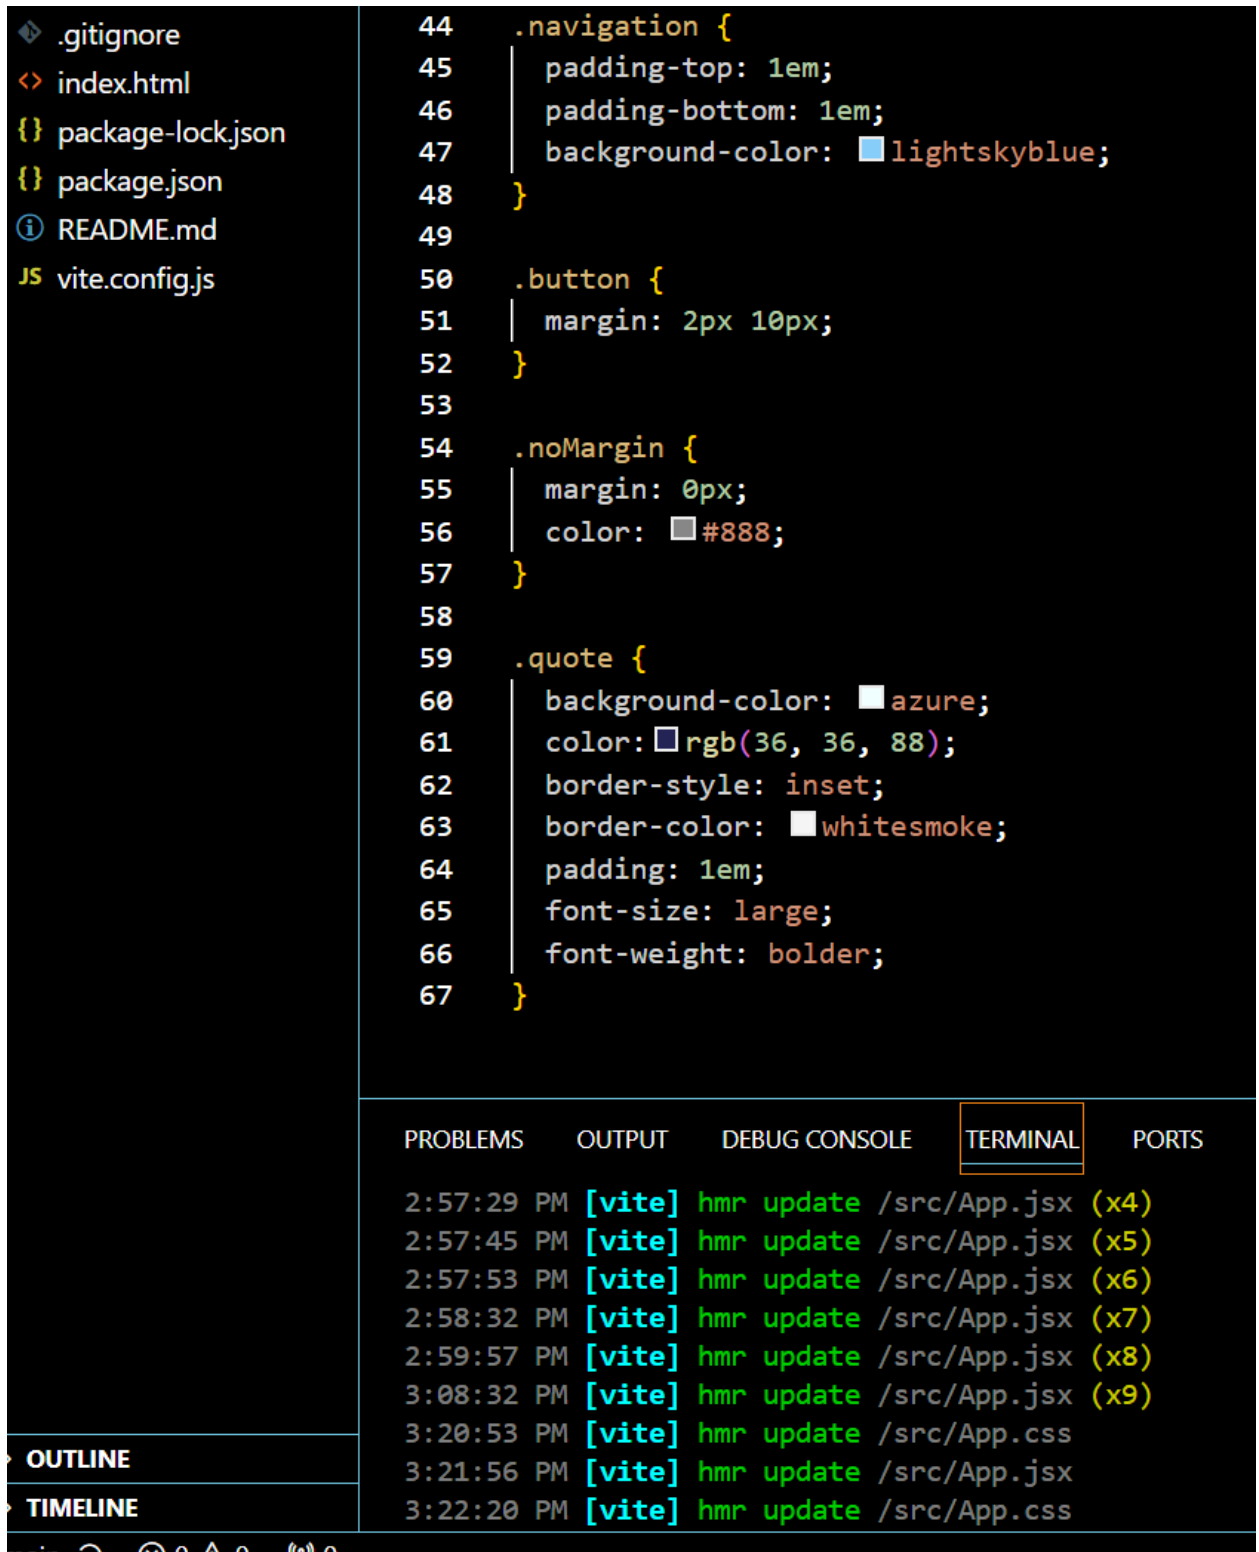 .gitignore
index.html
package-lock.json
package.json
README.md
JS vite.config.js
OUTLINE
TIMELINE
44 .navigation {
45 padding-top: 1em;
46 padding-bottom: 1em;
47 background-color: lightskyblue;
48 }
49
50 .button {
51 margin: 2px 10px;
52 }
53
54 .noMargin {
55 margin: 0px;
56 color: #888;
57 }
58
59 .quote {
60 background-color: azure;
61 color: rgb(36, 36, 88);
62 border-style: inset;
63 border-color: whitesmoke;
64 padding: 1em;
65 font-size: large;
66 font-weight: bolder;
67 }
PROBLEMS OUTPUT DEBUG CONSOLE TERMINAL PORTS
2:57:29 PM [vite] hmr update /src/App.jsx (x4)
2:57:45 PM [vite] hmr update /src/App.jsx (x5)
2:57:53 PM [vite] hmr update /src/App.jsx (x6)
2:58:32 PM [vite] hmr update /src/App.jsx (x7)
2:59:57 PM [vite] hmr update /src/App.jsx (x8)
3:08:32 PM [vite] hmr update /src/App.jsx (x9)
3:20:53 PM [vite] hmr update /src/App.css
3:21:56 PM [vite] hmr update /src/App.jsx
3:22:20 PM [vite] hmr update /src/App.css